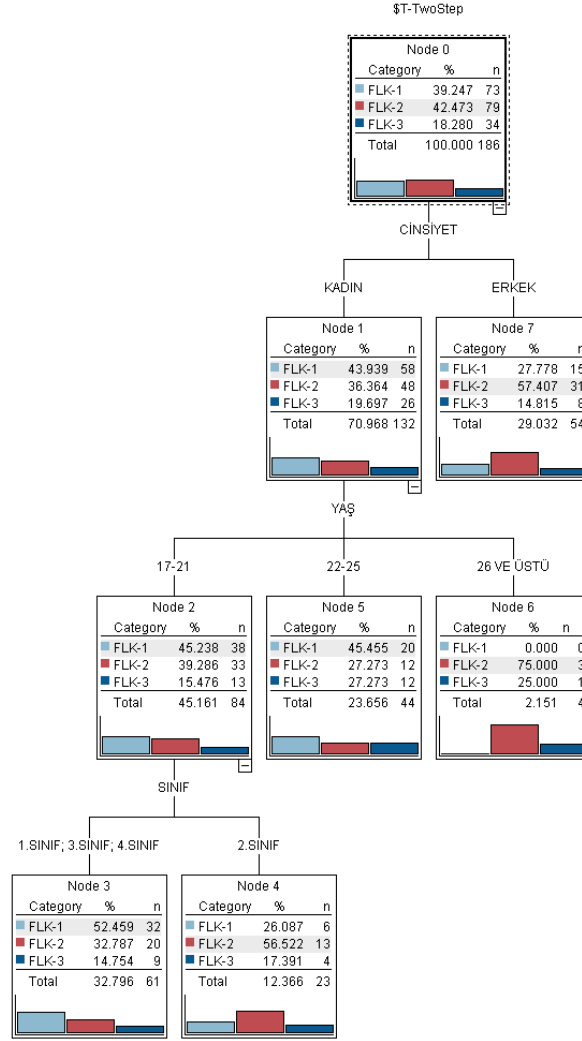 $T-TwoStep
Node 0
Category % n
FLK-1 39.247 73
FLK-2 42.473 79
FLK-3 18.280 34
Total 100.000 186
CİNSİYET
KADIN ERKEK
Node 1
Category % n
FLK-1 43.939 58
FLK-2 36.364 48
FLK-3 19.697 26
Total 70.968 132
Node 7
Category % n
FLK-1 27.778 15
FLK-2 57.407 31
FLK-3 14.815 8
Total 29.032 54
YAŞ
17-21 22-25 26 VE ÜSTÜ
Node 2
Category % n
FLK-1 45.238 38
FLK-2 39.286 33
FLK-3 15.476 13
Total 45.161 84
Node 5
Category % n
FLK-1 45.455 20
FLK-2 27.273 12
FLK-3 27.273 12
Total 23.656 44
Node 6
Category % n
FLK-1 0.000 0
FLK-2 75.000 3
FLK-3 25.000 1
Total 2.151 4
SINIF
1.SINIF; 3.SINIF; 4.SINIF 2.SINIF
Node 3
Category % n
FLK-1 52.459 32
FLK-2 32.787 20
FLK-3 14.754 9
Total 32.796 61
Node 4
Category % n
FLK-1 26.087 6
FLK-2 56.522 13
FLK-3 17.391 4
Total 12.366 23